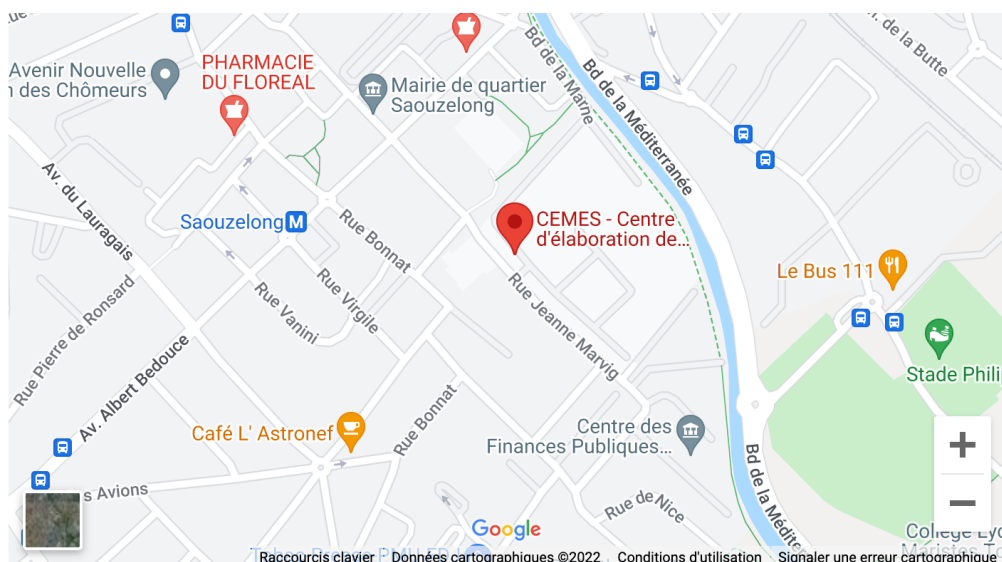 Avenir Nouvelle
n des Chômeurs
PHARMACIE
DU FLOREAL
Mairie de quartier
Saouzelong
Bd de la Marne
Bd de la Méditerranée
de la Butte
Av. du Lauragais
Saouzelong M
Rue Bonnat
CEMES - Centre
d'élaboration de...
Le Bus 111
Rue Pierre de Ronsard
Rue Vanini
Rue Virgile
Rue Jeanne Marvig
Stade Phili
Av. Albert Bedouce
Café L' Astronef
Rue Bonnat
Centre des
Finances Publiques...
Bd de la Médite
s Avions
Rue de Nice
+
−
Google
Collège Lyc
Maristes To
Raccourcis clavier
Données cartographiques ©2022
Conditions d'utilisation
Signaler une erreur cartographique